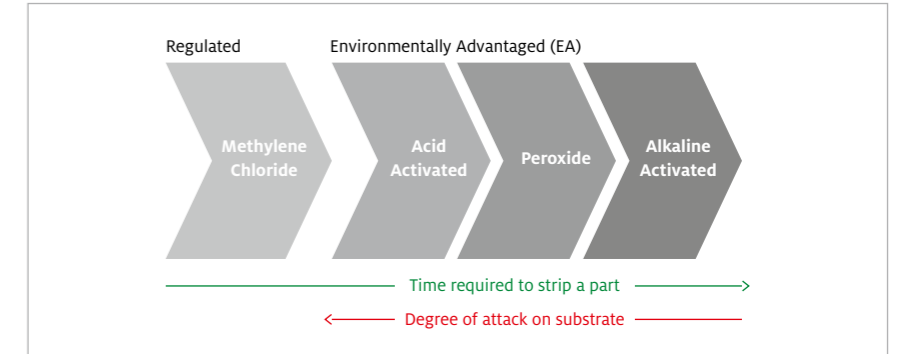 Regulated
Environmentally Advantaged (EA)
Methylene
Chloride
Acid
Activated
Peroxide
Alkaline
Activated
Time required to strip a part
Degree of attack on substrate